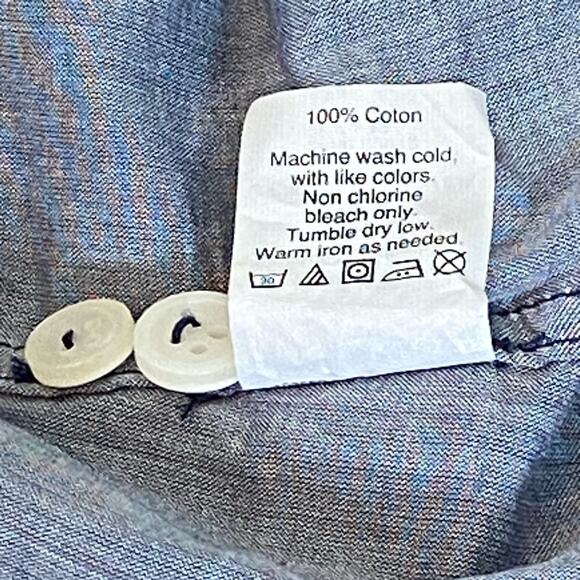 100% Coton
Machine wash cold,
with like colors.
Non chlorine
bleach only.
Tumble dry low.
Warm iron as needed.
30